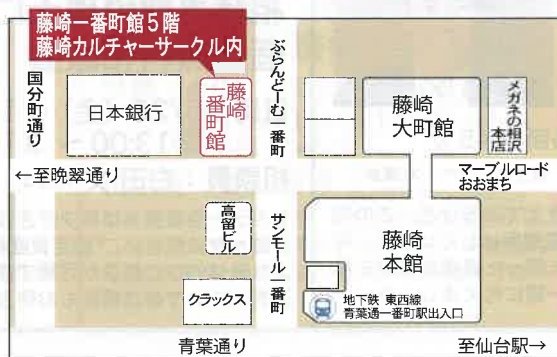 藤崎一番町館5階
藤崎カルチャーサークル内
国分町通り
日本銀行
藤崎
一番町館
ぶらんどーむ一番町
藤崎
大町館
メガネの相沢
本店
←至晩翠通り
マーブルロード
おおまち
高留ビル
サンモール一番町
藤崎
本館
クラックス
地下鉄 東西線
青葉通一番町駅出入口
青葉通り
至仙台駅→